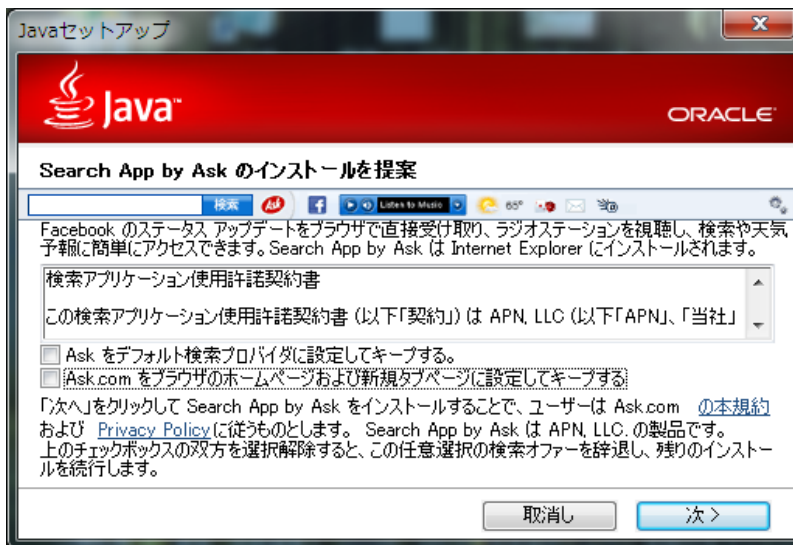 Javaセットアップ
Java™
ORACLE
Search App by Ask のインストールを提案
検索 Ask Listen to Music 65°
Facebook のステータス アップデートをブラウザで直接受け取り、ラジオステーションを視聴し、検索や天気
予報に簡単にアクセスできます。Search App by Ask は Internet Explorer にインストールされます。
検索アプリケーション使用許諾契約書
この検索アプリケーション使用許諾契約書 (以下「契約」) は APN, LLC (以下「APN」、「当社」
Ask をデフォルト検索プロバイダに設定してキープする。
Ask.com をブラウザのホームページおよび新規タブページに設定してキープする
「次へ」をクリックして Search App by Ask をインストールすることで、ユーザーは Ask.com の本規約
および Privacy Policyに従うものとします。 Search App by Ask は APN, LLC. の製品です。
上のチェックボックスの双方を選択解除すると、この任意選択の検索オファーを辞退し、残りのインストー
ルを続行します。
取消し
次 >